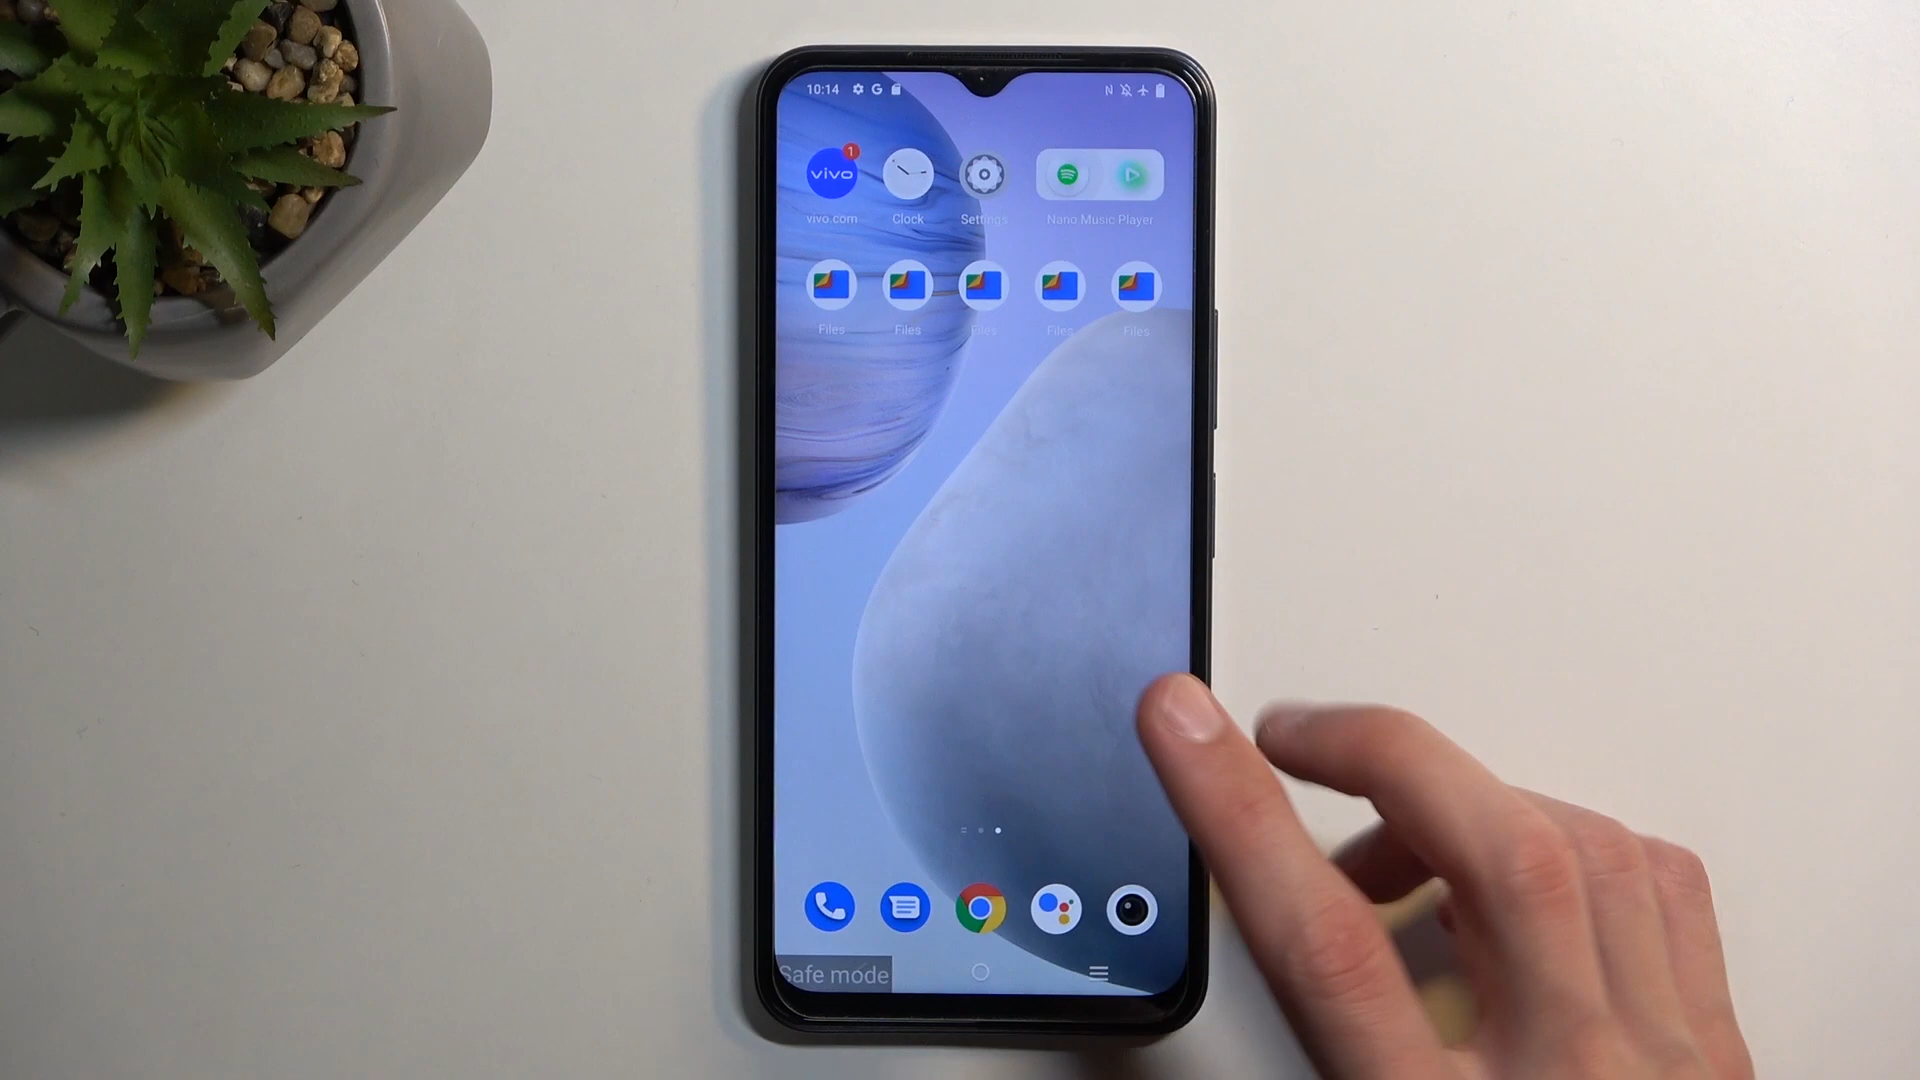 10:14
1
vivo
vivo.com Clock Settings Nano Music Player
Files Files Files Files Files
Safe mode